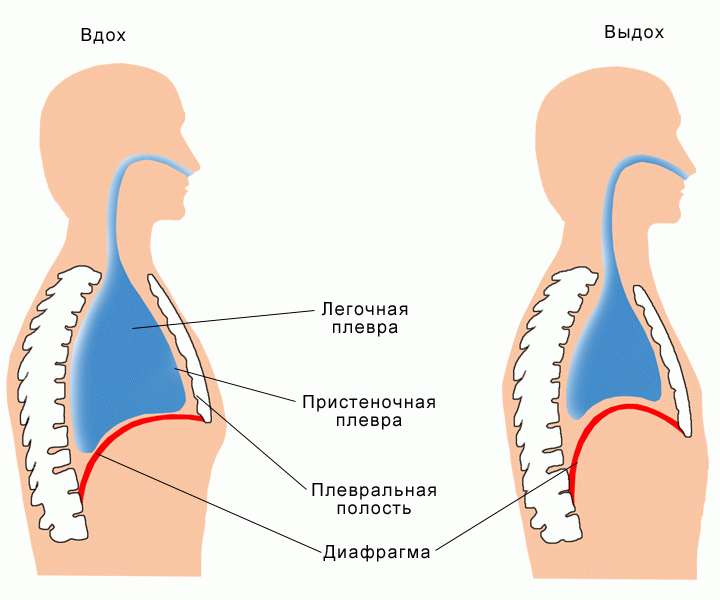 Вдох
Выдох
Легочная
плевра
Пристеночная
плевра
Плевральная
полость
Диафрагма